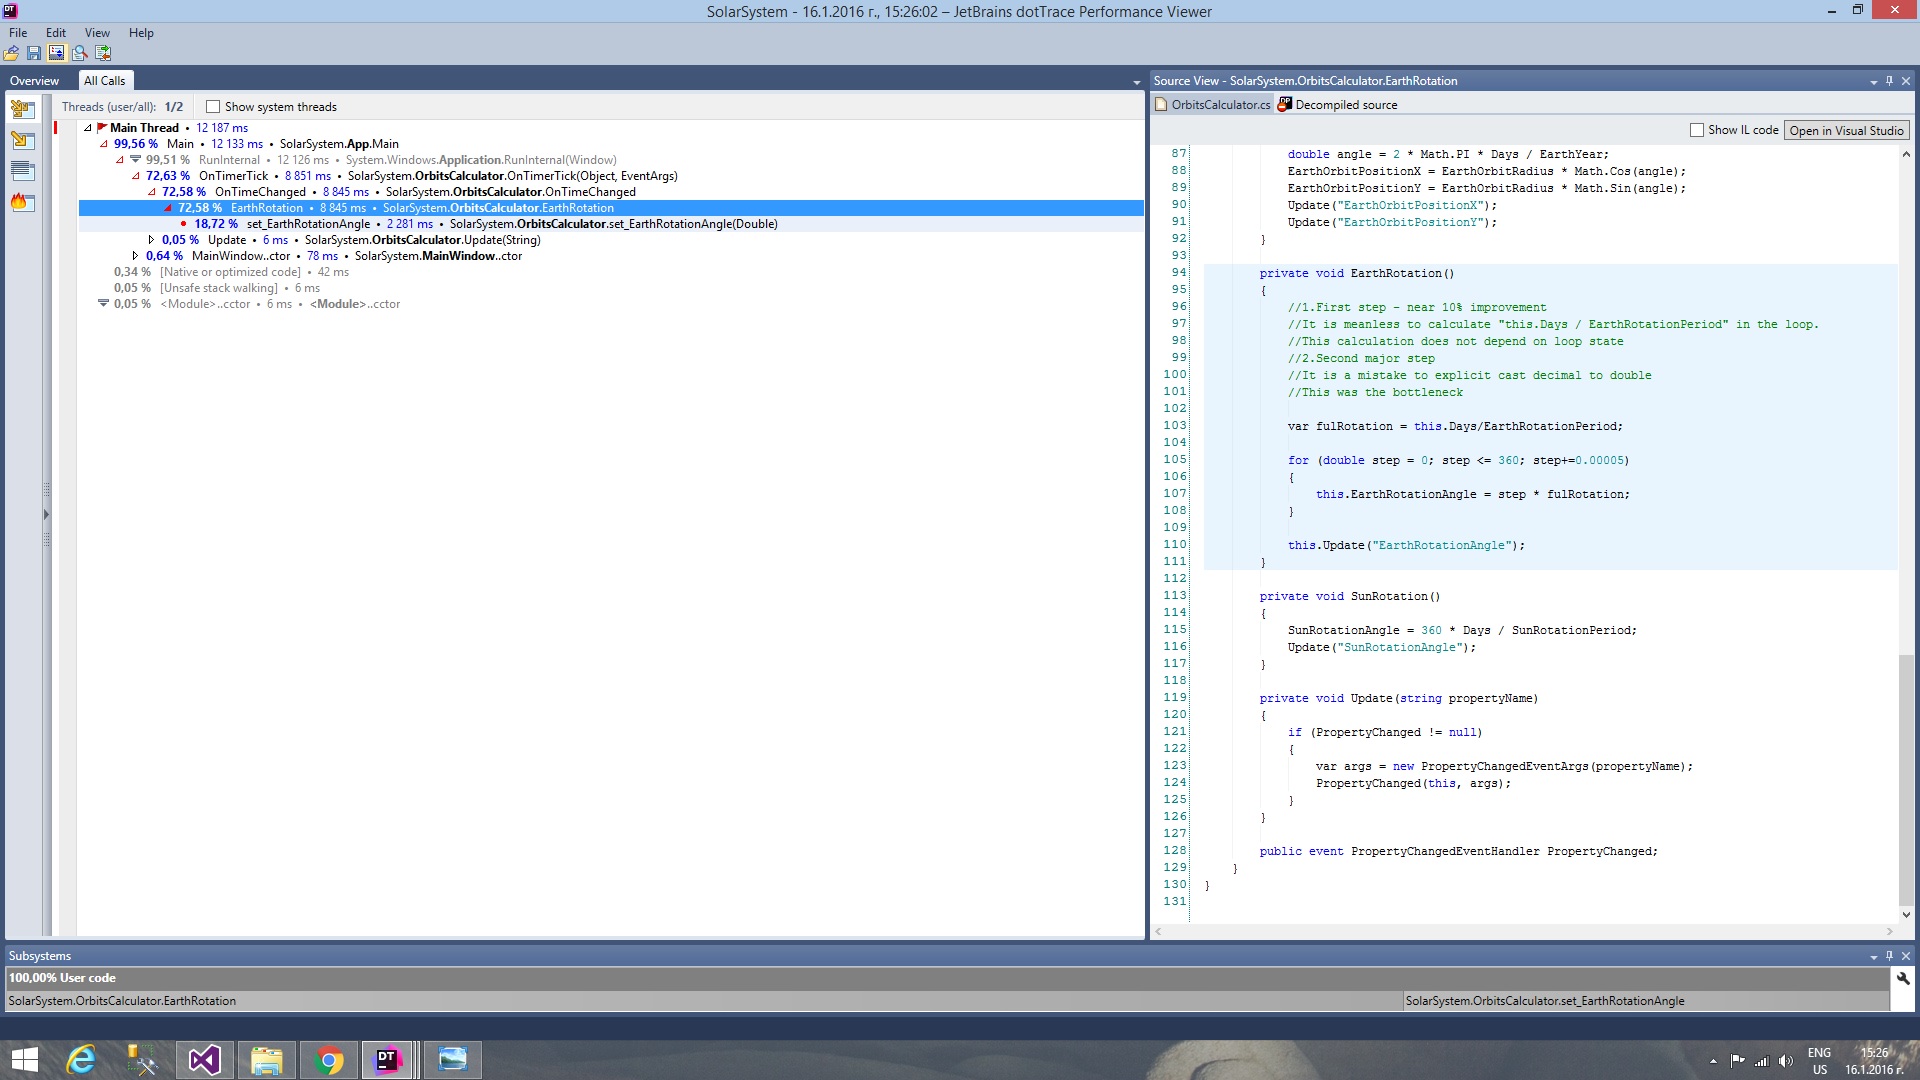 DT
SolarSystem - 16.1.2016 г., 15:26:02 – JetBrains dotTrace Performance Viewer
File Edit View Help
Overview All Calls
Threads (user/all): 1/2 Show system threads
Main Thread • 12 187 ms
99,56 % Main • 12 133 ms • SolarSystem.App.Main
99,51 % RunInternal • 12 126 ms • System.Windows.Application.RunInternal(Window)
72,63 % OnTimerTick • 8 851 ms • SolarSystem.OrbitsCalculator.OnTimerTick(Object, EventArgs)
72,58 % OnTimeChanged • 8 845 ms • SolarSystem.OrbitsCalculator.OnTimeChanged
72,58 % EarthRotation • 8 845 ms • SolarSystem.OrbitsCalculator.EarthRotation
18,72 % set_EarthRotationAngle • 2 281 ms • SolarSystem.OrbitsCalculator.set_EarthRotationAngle(Double)
0,05 % Update • 6 ms • SolarSystem.OrbitsCalculator.Update(String)
0,64 % MainWindow..ctor • 78 ms • SolarSystem.MainWindow..ctor
0,34 % [Native or optimized code] • 42 ms
0,05 % [Unsafe stack walking] • 6 ms
0,05 % <Module>..cctor • 6 ms • <Module>..cctor
Source View - SolarSystem.OrbitsCalculator.EarthRotation
OrbitsCalculator.cs Decompiled source
Show IL code Open in Visual Studio
87 double angle = 2 * Math.PI * Days / EarthYear;
88 EarthOrbitPositionX = EarthOrbitRadius * Math.Cos(angle);
89 EarthOrbitPositionY = EarthOrbitRadius * Math.Sin(angle);
90 Update("EarthOrbitPositionX");
91 Update("EarthOrbitPositionY");
92 }
93
94 private void EarthRotation()
95 {
96 //1.First step - near 10% improvement
97 //It is meanless to calculate "this.Days / EarthRotationPeriod" in the loop.
98 //This calculation does not depend on loop state
99 //2.Second major step
100 //It is a mistake to explicit cast decimal to double
101 //This was the bottleneck
102
103 var fulRotation = this.Days/EarthRotationPeriod;
104
105 for (double step = 0; step <= 360; step+=0.00005)
106 {
107 this.EarthRotationAngle = step * fulRotation;
108 }
109
110 this.Update("EarthRotationAngle");
111 }
112
113 private void SunRotation()
114 {
115 SunRotationAngle = 360 * Days / SunRotationPeriod;
116 Update("SunRotationAngle");
117 }
118
119 private void Update(string propertyName)
120 {
121 if (PropertyChanged != null)
122 {
123 var args = new PropertyChangedEventArgs(propertyName);
124 PropertyChanged(this, args);
125 }
126 }
127
128 public event PropertyChangedEventHandler PropertyChanged;
129 }
130 }
131
Subsystems
100,00% User code
SolarSystem.OrbitsCalculator.EarthRotation SolarSystem.OrbitsCalculator.set_EarthRotationAngle
DT
ENG 15:26
US 16.1.2016 г.